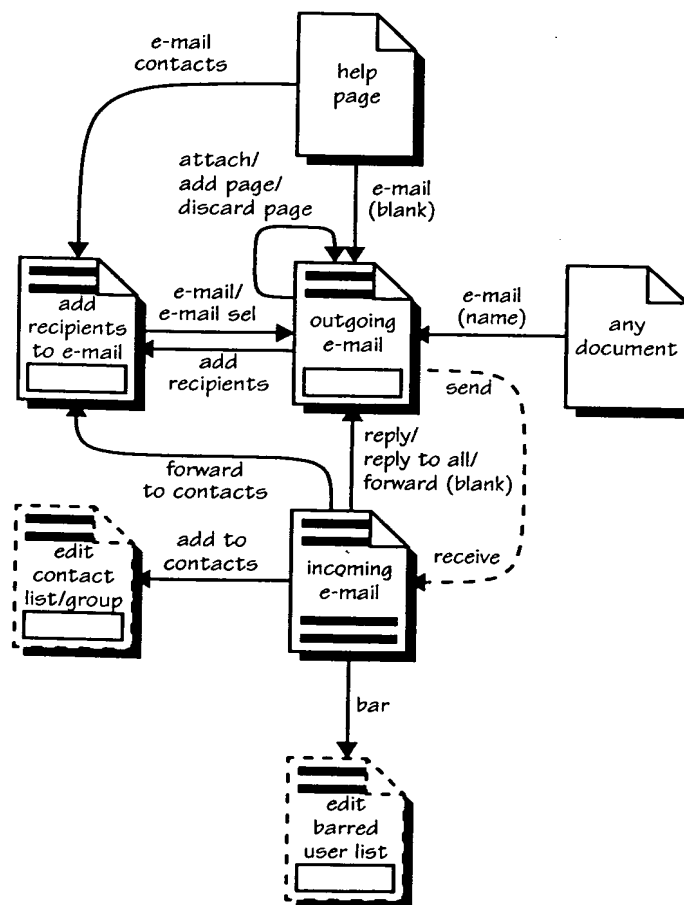 e-mail
contacts
help
page
attach/
add page/
discard page
e-mail
(blank)
add
recipients
to e-mail
e-mail/
e-mail sel
add
recipients
outgoing
e-mail
e-mail
(name)
any
document
send
forward
to contacts
reply/
reply to all/
forward (blank)
edit
contact
list/group
add to
contacts
incoming
e-mail
receive
bar
edit
barred
user list